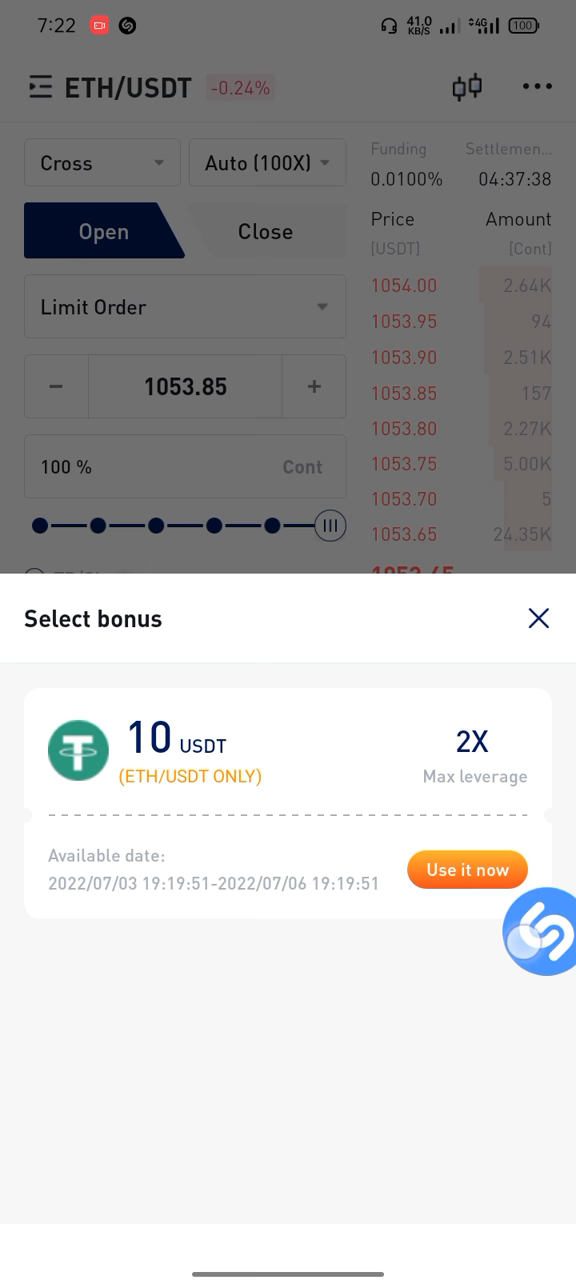 7:22
41.0
KB/S
4G
100
ETH/USDT
-0.24%
Cross
Auto (100X)
Funding
Settlemen...
0.0100%
04:37:38
Open
Close
Price
Amount
[USDT]
[Cont]
Limit Order
1054.00 2.64K
1053.95 94
1053.90 2.51K
− 1053.85 +
1053.85 157
1053.80 2.27K
100 %
Cont
1053.75 5.00K
1053.70 5
1053.65 24.35K
1053.65
Select bonus
10 USDT
2X
(ETH/USDT ONLY)
Max leverage
Available date:
2022/07/03 19:19:51-2022/07/06 19:19:51
Use it now